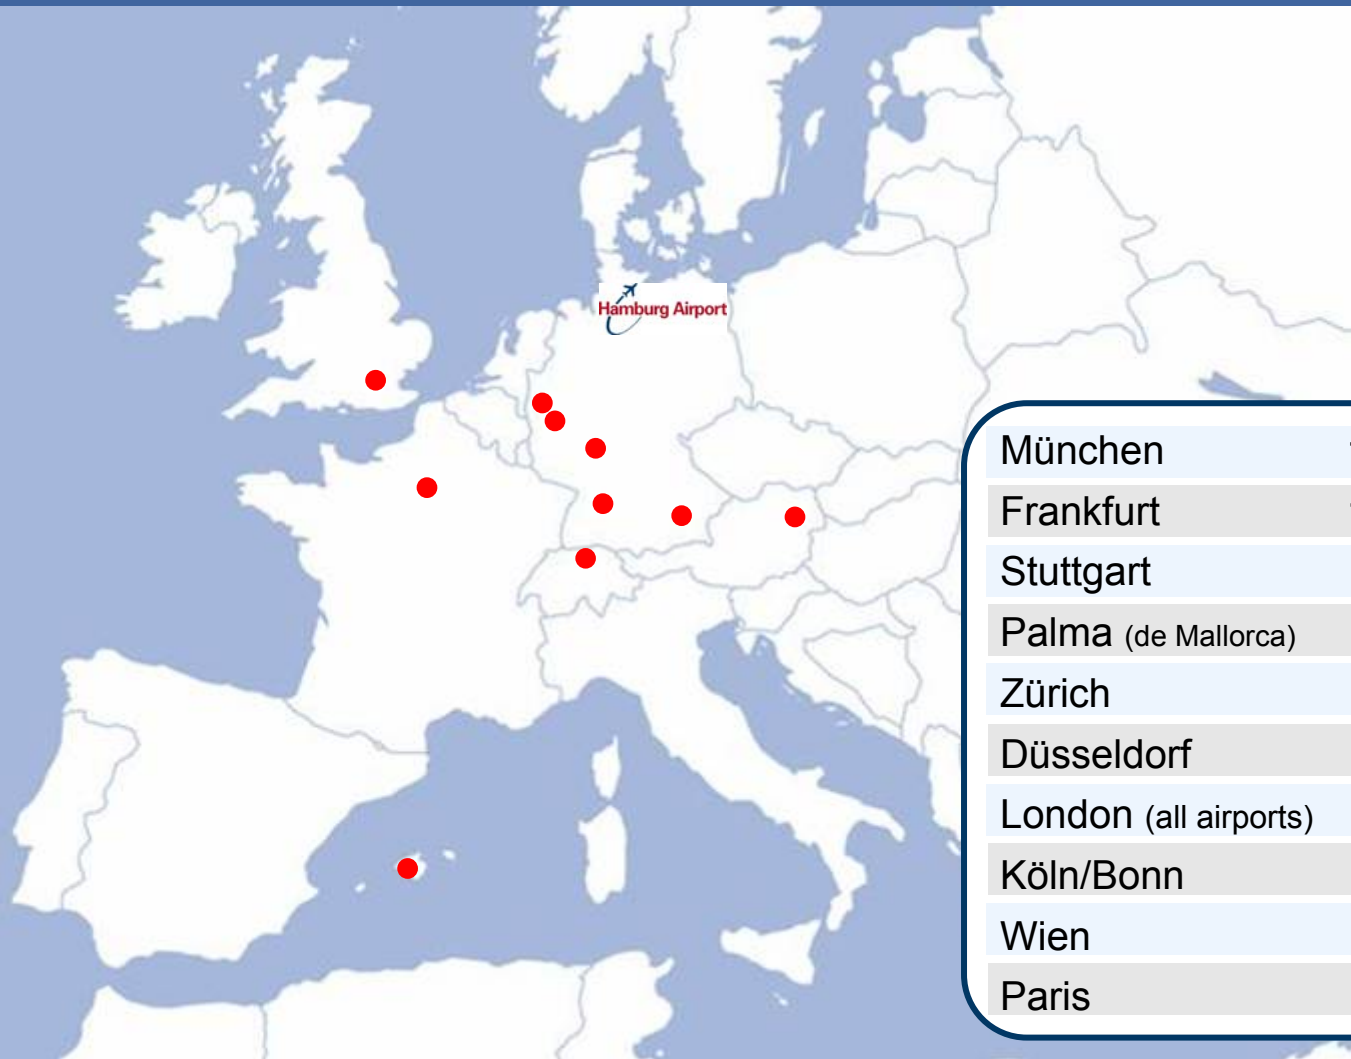 Hamburg Airport
München
Frankfurt
Stuttgart
Palma (de Mallorca)
Zürich
Düsseldorf
London (all airports)
Köln/Bonn
Wien
Paris